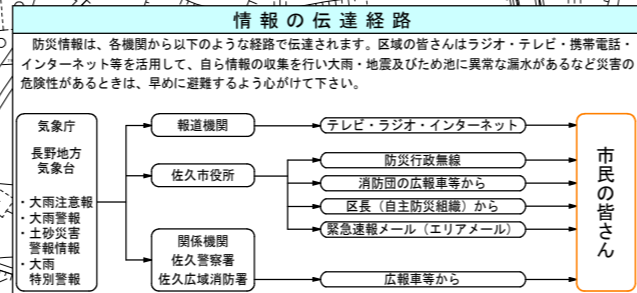 情報の伝達経路
防災情報は、各機関から以下のような経路で伝達されます。区域の皆さんはラジオ・テレビ・携帯電話・
インターネット等を活用して、自ら情報の収集を行い大雨・地震及びため池に異常な漏水があるなど災害の
危険性があるときは、早めに避難するよう心がけて下さい。
気象庁
長野地方
気象台
・大雨注意報
・大雨警報
・土砂災害
警報情報
・大雨
特別警報
報道機関
佐久市役所
関係機関
佐久警察署
佐久広域消防署
テレビ・ラジオ・インターネット
防災行政無線
消防団の広報車等から
区長（自主防災組織）から
緊急速報メール（エリアメール）
広報車等から
市民の皆さん